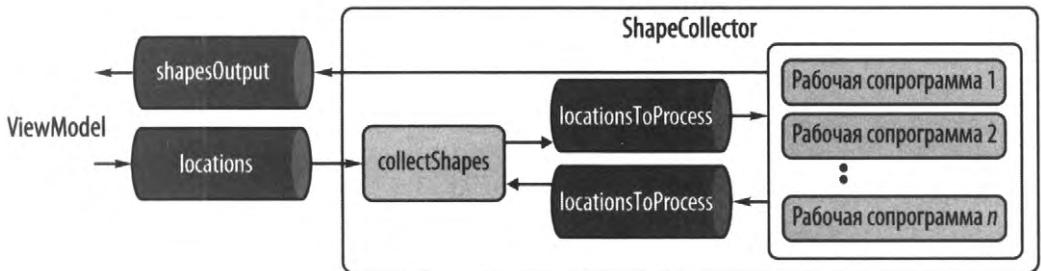 ShapeCollector
shapesOutput
ViewModel
locations
collectShapes
locationsToProcess
locationsToProcess
Рабочая сопрограмма 1
Рабочая сопрограмма 2
Рабочая сопрограмма n